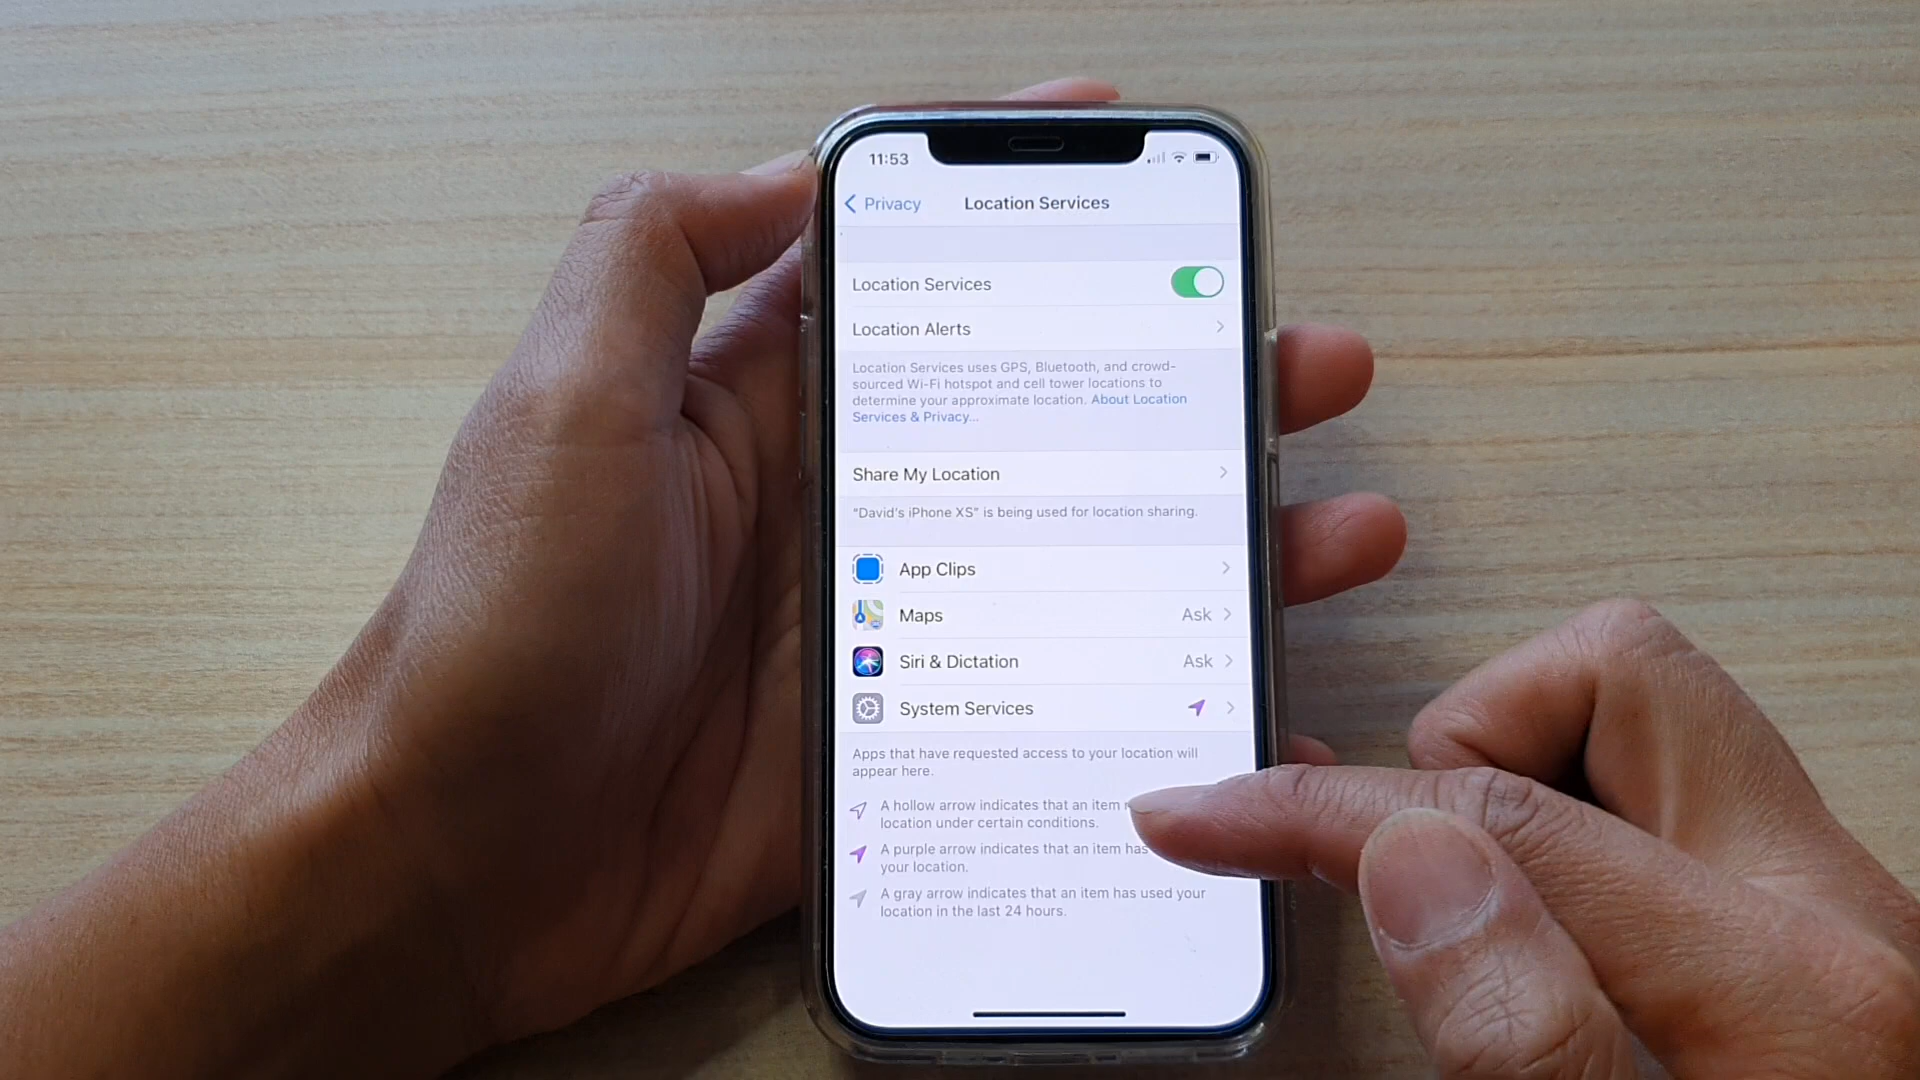 11:53
Privacy
Location Services
Location Services
Location Alerts
Location Services uses GPS, Bluetooth, and crowd-
sourced Wi-Fi hotspot and cell tower locations to
determine your approximate location. About Location
Services & Privacy...
Share My Location
"David's iPhone XS" is being used for location sharing.
App Clips
Maps Ask
Siri & Dictation Ask
System Services
Apps that have requested access to your location will
appear here.
A hollow arrow indicates that an item
location under certain conditions.
A purple arrow indicates that an item has
your location.
A gray arrow indicates that an item has used your
location in the last 24 hours.